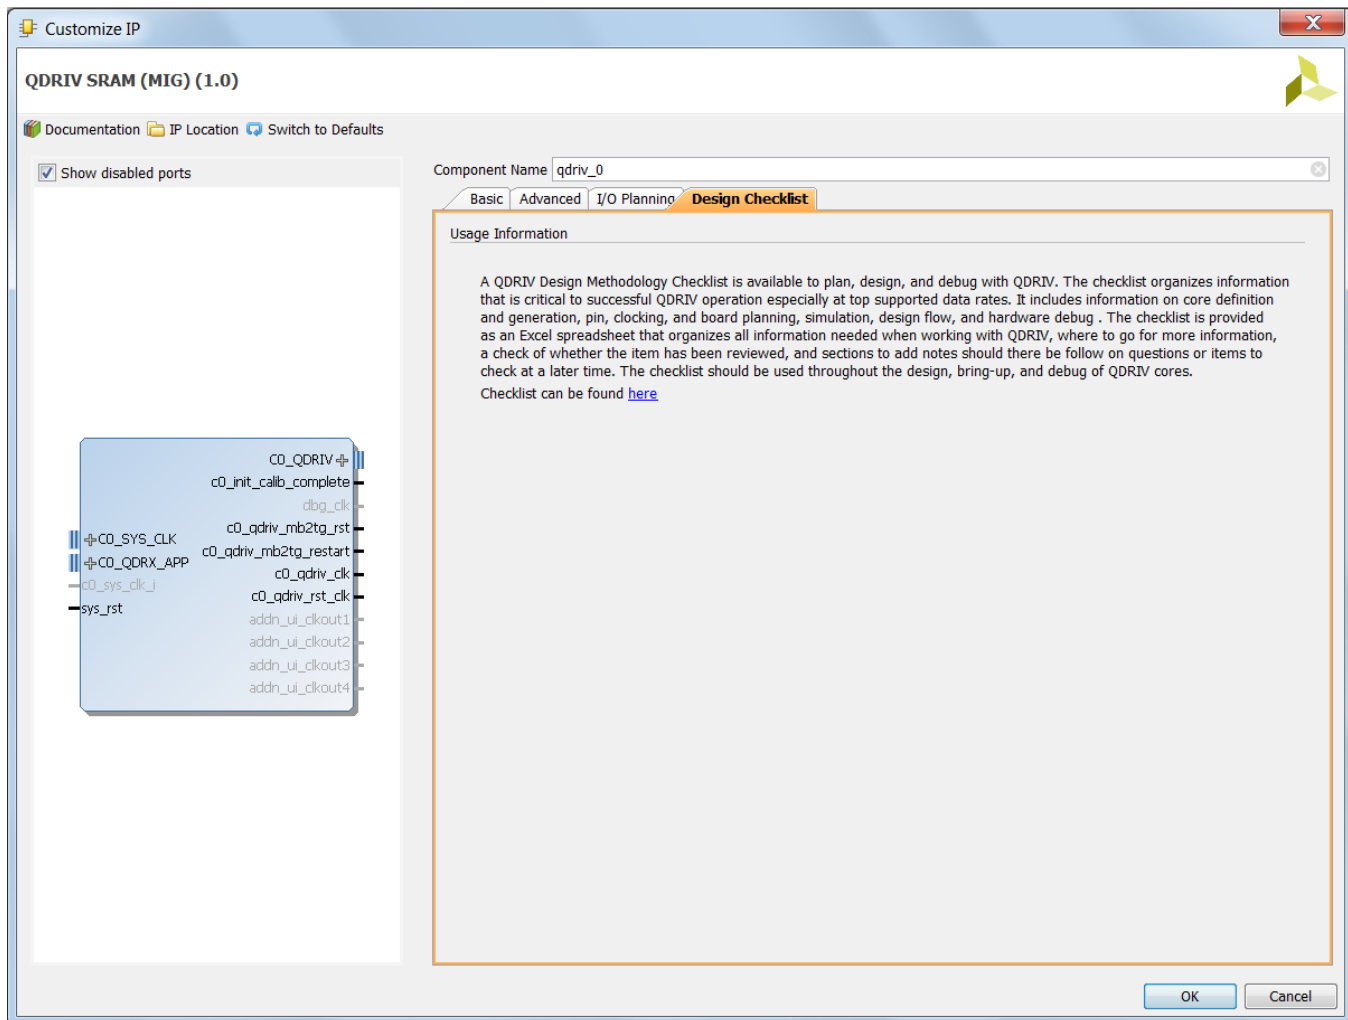 Customize IP
QDRIV SRAM (MIG) (1.0)
Documentation IP Location Switch to Defaults
Show disabled ports
Component Name qdriv_0
Basic Advanced I/O Planning Design Checklist
Usage Information
A QDRIV Design Methodology Checklist is available to plan, design, and debug with QDRIV. The checklist organizes information
that is critical to successful QDRIV operation especially at top supported data rates. It includes information on core definition
and generation, pin, clocking, and board planning, simulation, design flow, and hardware debug . The checklist is provided
as an Excel spreadsheet that organizes all information needed when working with QDRIV, where to go for more information,
a check of whether the item has been reviewed, and sections to add notes should there be follow on questions or items to
check at a later time. The checklist should be used throughout the design, bring-up, and debug of QDRIV cores.
Checklist can be found here
C0_SYS_CLK
C0_QDRX_APP
c0_sys_clk_i
sys_rst
C0_QDRIV
c0_init_calib_complete
dbg_clk
c0_qdriv_mb2tg_rst
c0_qdriv_mb2tg_restart
c0_qdriv_clk
c0_qdriv_rst_clk
addn_ui_clkout1
addn_ui_clkout2
addn_ui_clkout3
addn_ui_clkout4
OK Cancel